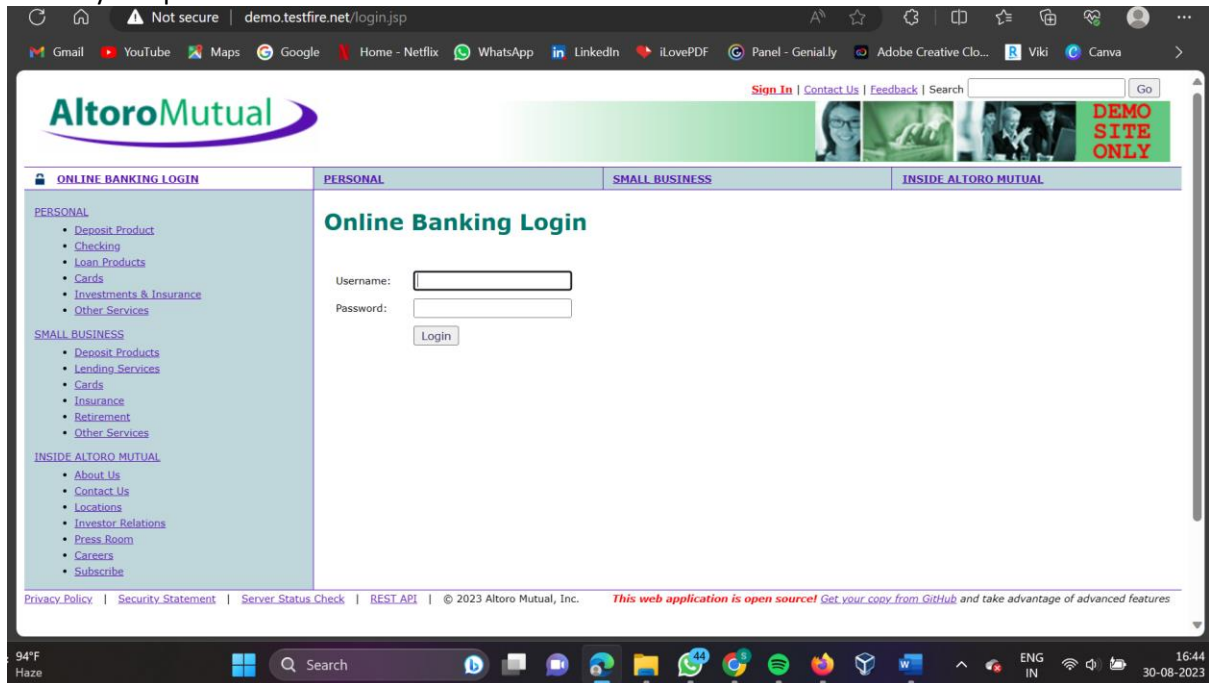 Not secure | demo.testfire.net/login.jsp
Gmail YouTube Maps Google Home - Netflix WhatsApp LinkedIn iLovePDF Panel - Genial.ly Adobe Creative Clo... Viki Canva
Sign In | Contact Us | Feedback | Search Go
AltoroMutual
DEMO
SITE
ONLY
ONLINE BANKING LOGIN PERSONAL SMALL BUSINESS INSIDE ALTORO MUTUAL
PERSONAL
Deposit Product
Checking
Loan Products
Cards
Investments & Insurance
Other Services
SMALL BUSINESS
Deposit Products
Lending Services
Cards
Insurance
Retirement
Other Services
INSIDE ALTORO MUTUAL
About Us
Contact Us
Locations
Investor Relations
Press Room
Careers
Subscribe
Online Banking Login
Username:
Password:
Login
Privacy Policy | Security Statement | Server Status Check | REST API | © 2023 Altoro Mutual, Inc. This web application is open source! Get your copy from GitHub and take advantage of advanced features
94°F
Haze
Search
44
ENG
IN
16:44
30-08-2023